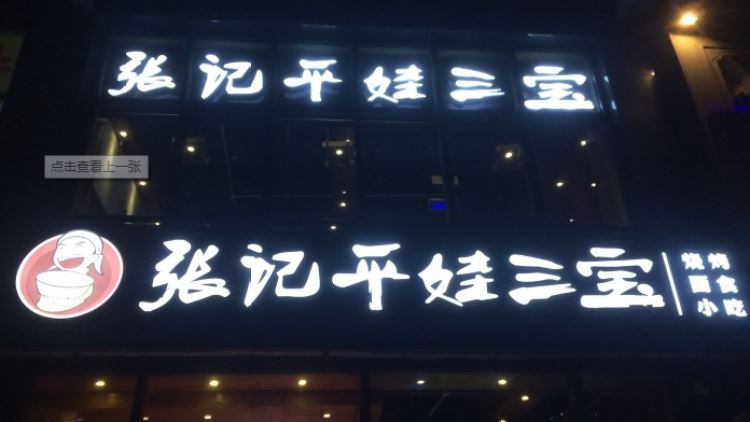 张记平娃三宝
点击查看上一张
张记平娃三宝
烧烤
面食
小吃